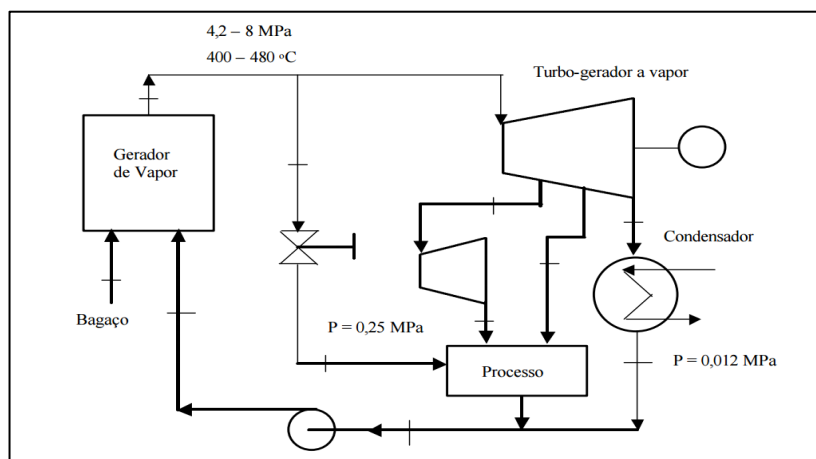 4,2 – 8 MPa
400 – 480 ºC
Turbo-gerador a vapor
Gerador
de Vapor
Condensador
Bagaço
P = 0,25 MPa
Processo
P = 0,012 MPa